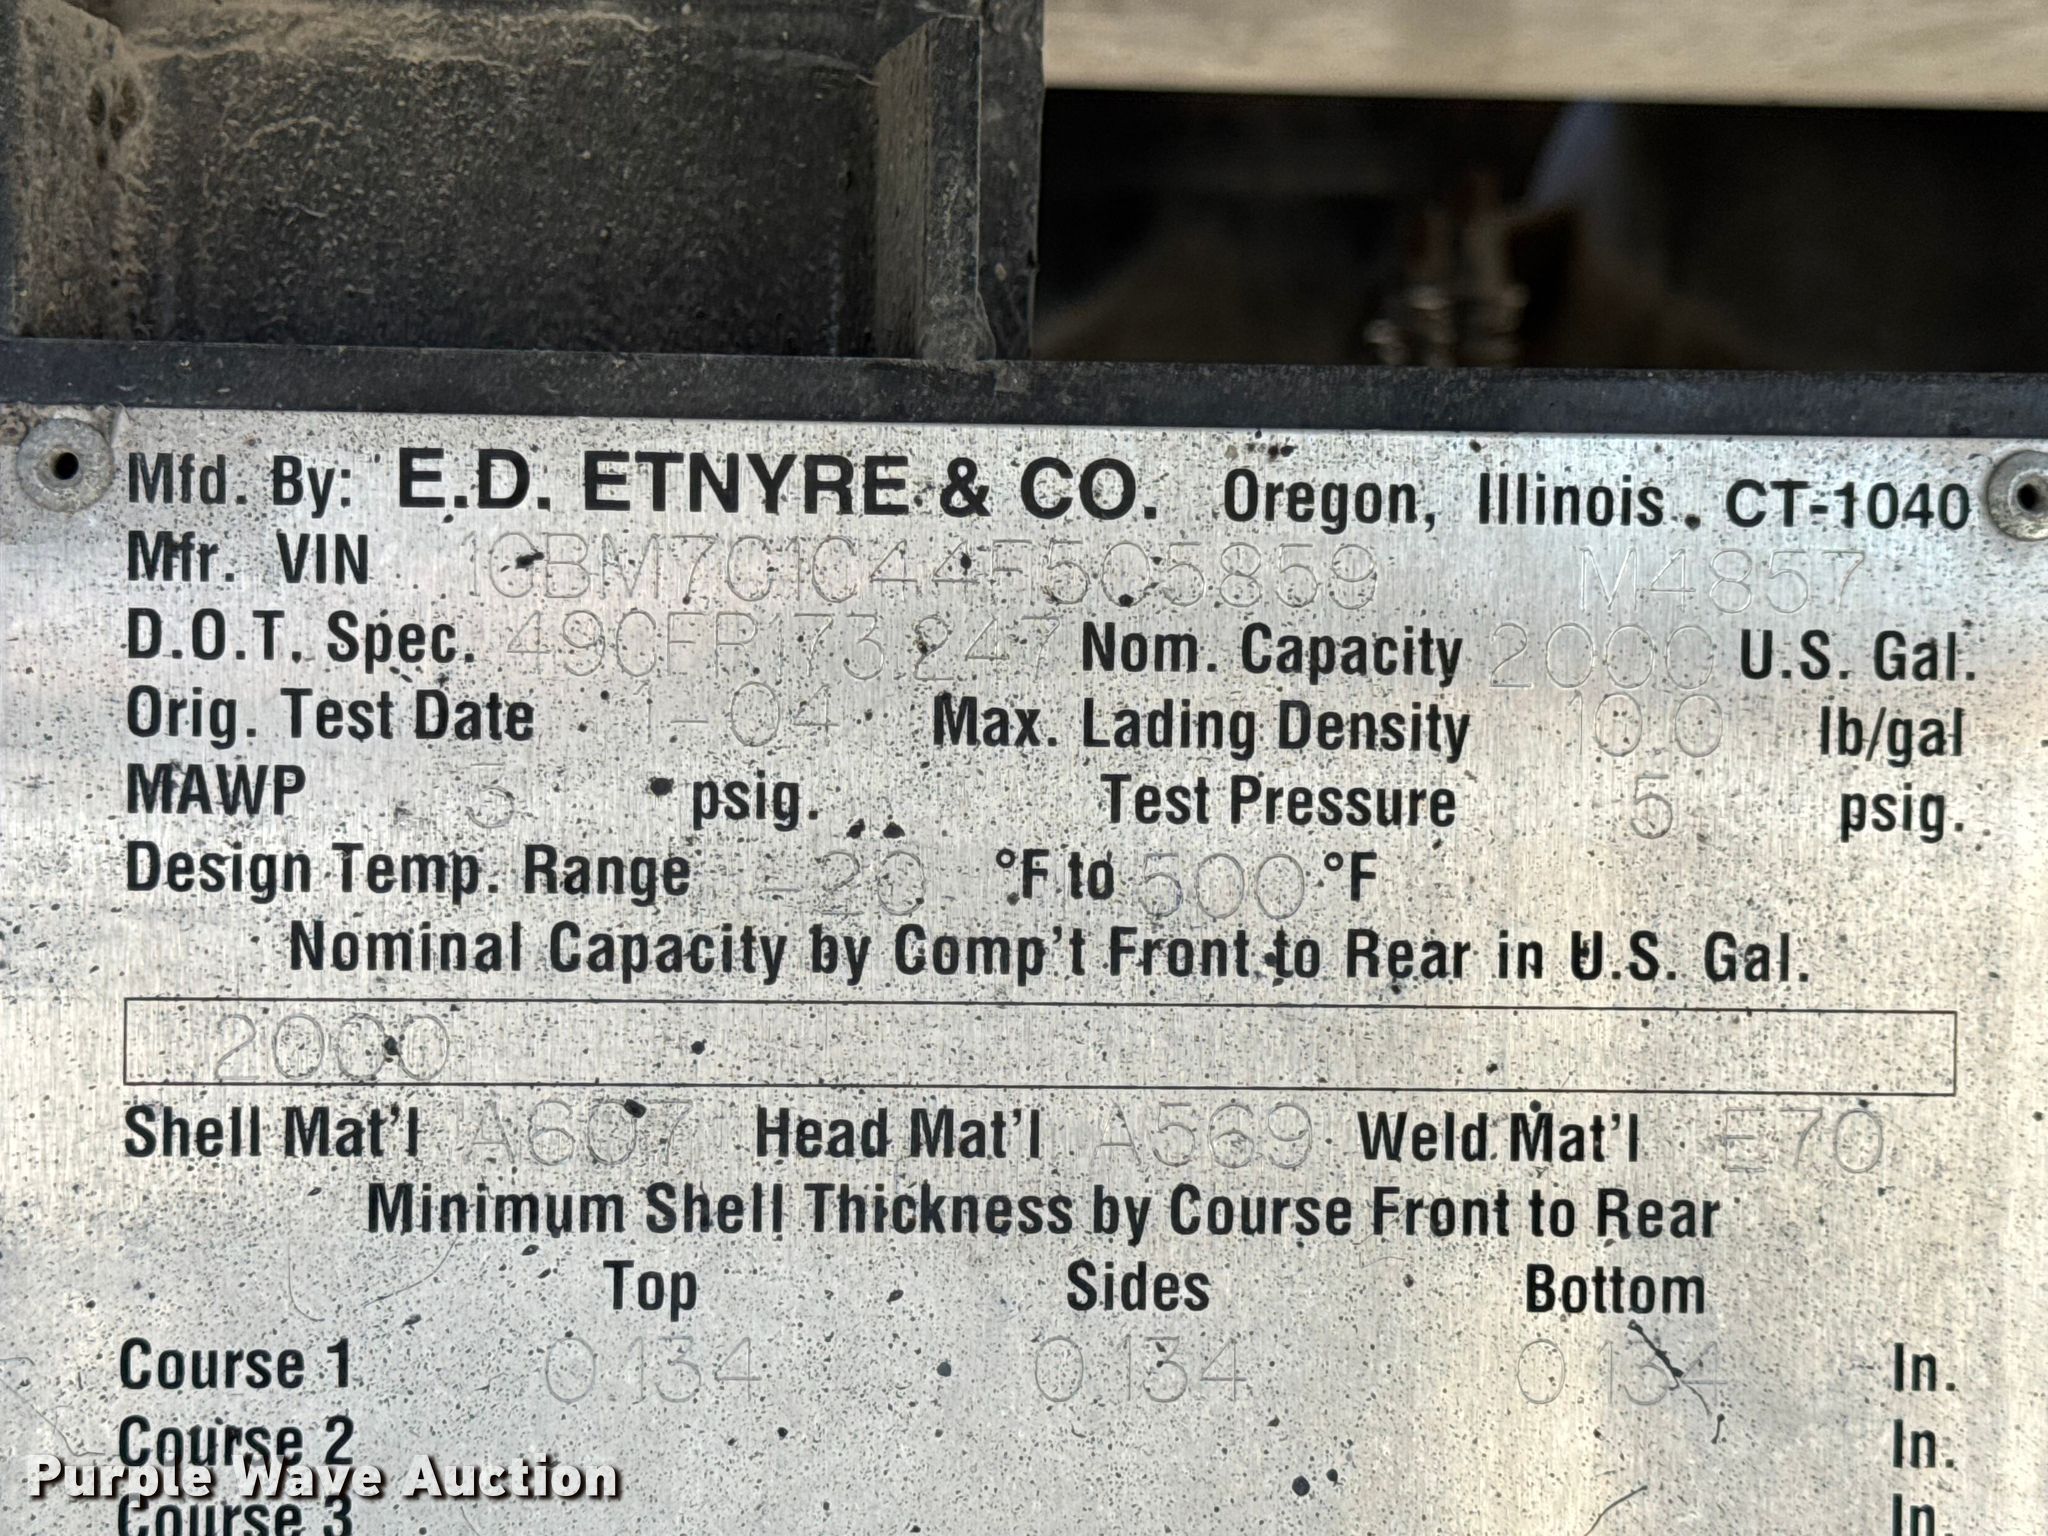 Mfd. By: E.D. ETNYRE & CO. Oregon, Illinois. CT-1040
Mfr. VIN 1GBM7C1C44F505859 M4857
D.O.T. Spec. 49CFR173.247 Nom. Capacity 2000 U.S. Gal.
Orig. Test Date 1-04 Max. Lading Density 10.0 lb/gal
MAWP 3 psig. Test Pressure 5 psig.
Design Temp. Range -20 °F to 500 °F
Nominal Capacity by Comp't Front to Rear in U.S. Gal.
2000
Shell Mat'l A607 Head Mat'l A569 Weld Mat'l E70
Minimum Shell Thickness by Course Front to Rear
Top Sides Bottom
Course 1 0.134 0.134 0.134 In.
Course 2 In.
Course 3 In.
Purple Wave Auction